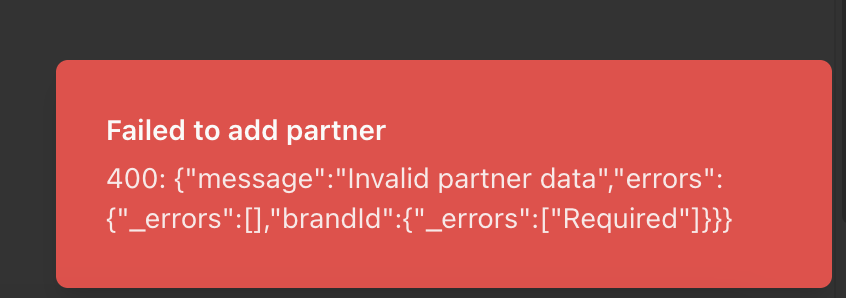 Failed to add partner
400: {"message":"Invalid partner data","errors":
{"_errors":[],"brandId":{"_errors":["Required"]}}}